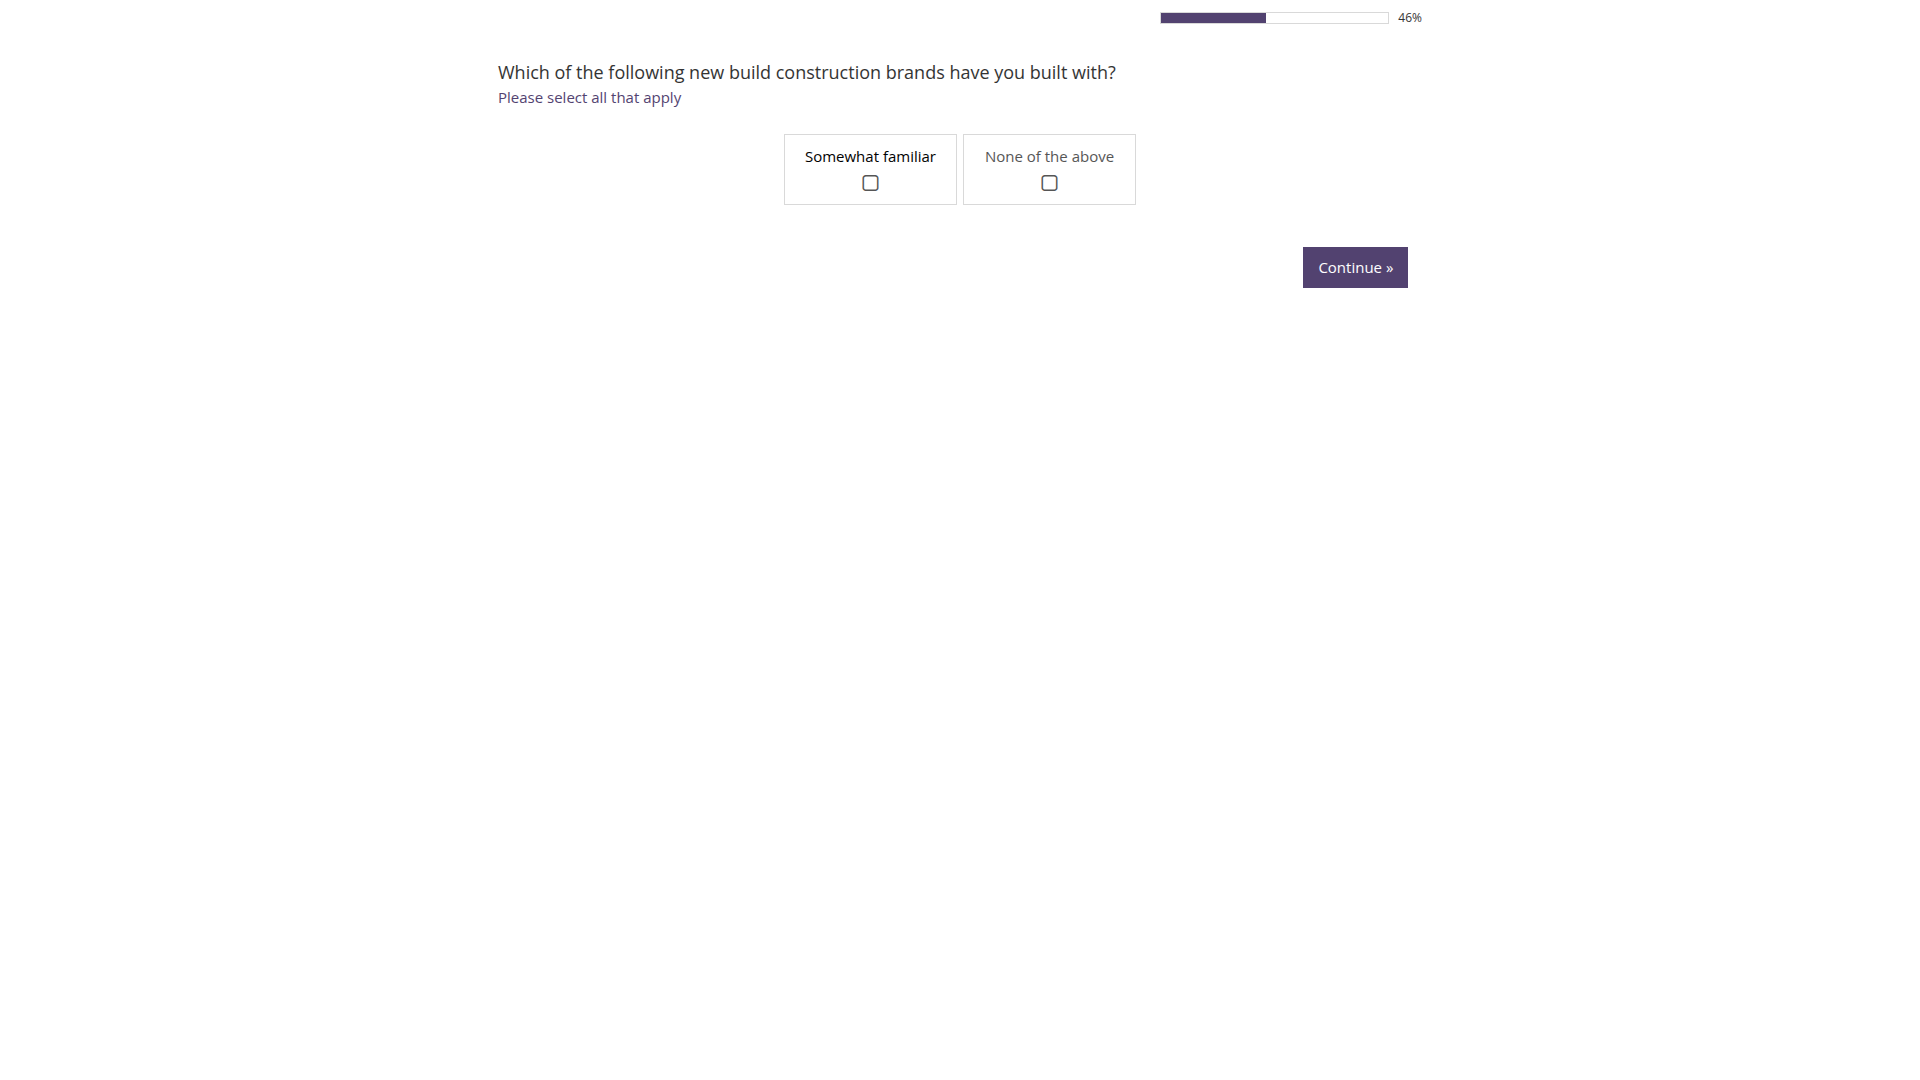 46%
Which of the following new build construction brands have you built with?
Please select all that apply
Somewhat familiar
None of the above
Continue »